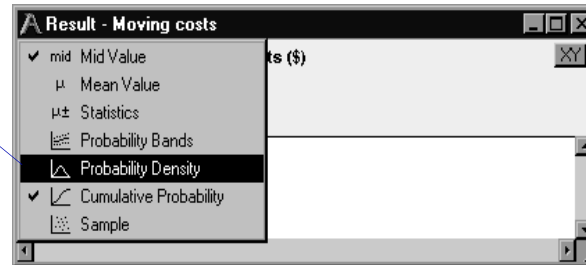 Result - Moving costs
mid Mid Value
ts ($)
XY
μ Mean Value
μ± Statistics
Probability Bands
Probability Density
Cumulative Probability
Sample